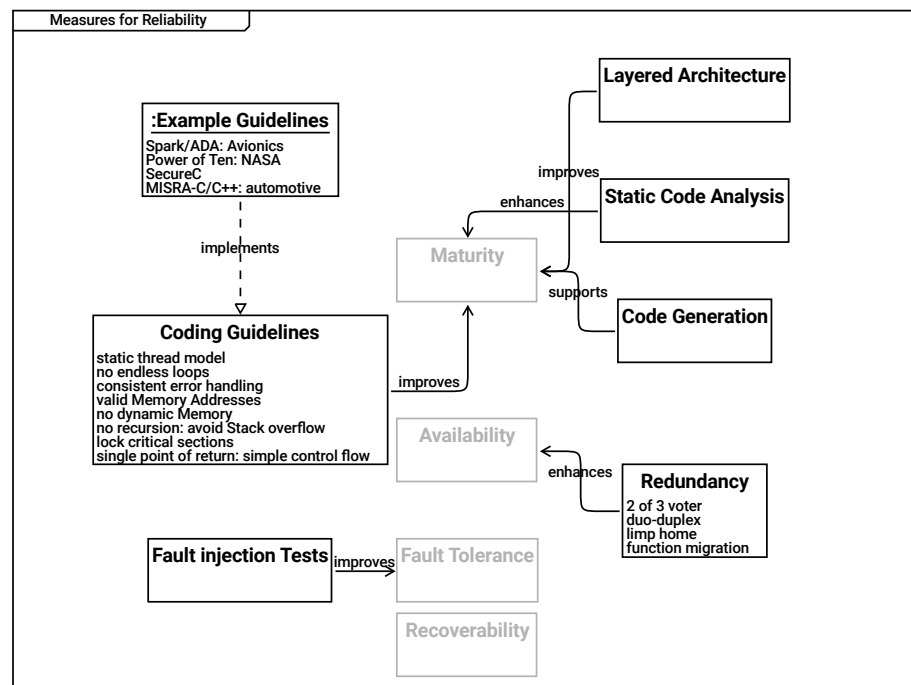 Measures for Reliability
Layered Architecture
:Example Guidelines
Spark/ADA: Avionics
Power of Ten: NASA
SecureC
MISRA-C/C++: automotive
improves
enhances
Static Code Analysis
implements
Maturity
supports
Code Generation
Coding Guidelines
static thread model
no endless loops
consistent error handling
valid Memory Addresses
no dynamic Memory
no recursion: avoid Stack overflow
lock critical sections
single point of return: simple control flow
improves
Availability
enhances
Redundancy
2 of 3 voter
duo-duplex
limp home
function migration
Fault injection Tests
improves
Fault Tolerance
Recoverability